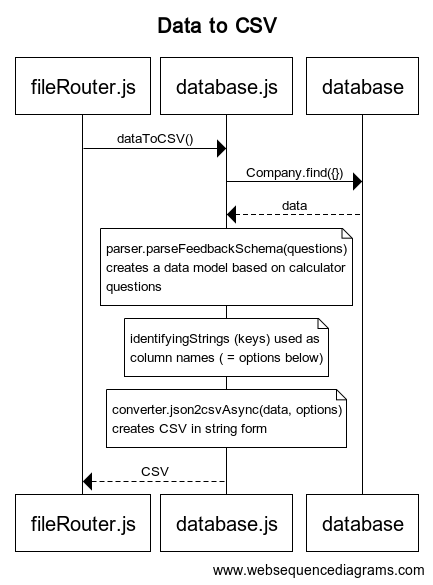 Data to CSV
fileRouter.js
database.js
database
dataToCSV()
Company.find({})
data
parser.parseFeedbackSchema(questions)
creates a data model based on calculator
questions
identifyingStrings (keys) used as
column names ( = options below)
converter.json2csvAsync(data, options)
creates CSV in string form
CSV
fileRouter.js
database.js
database
www.websequencediagrams.com